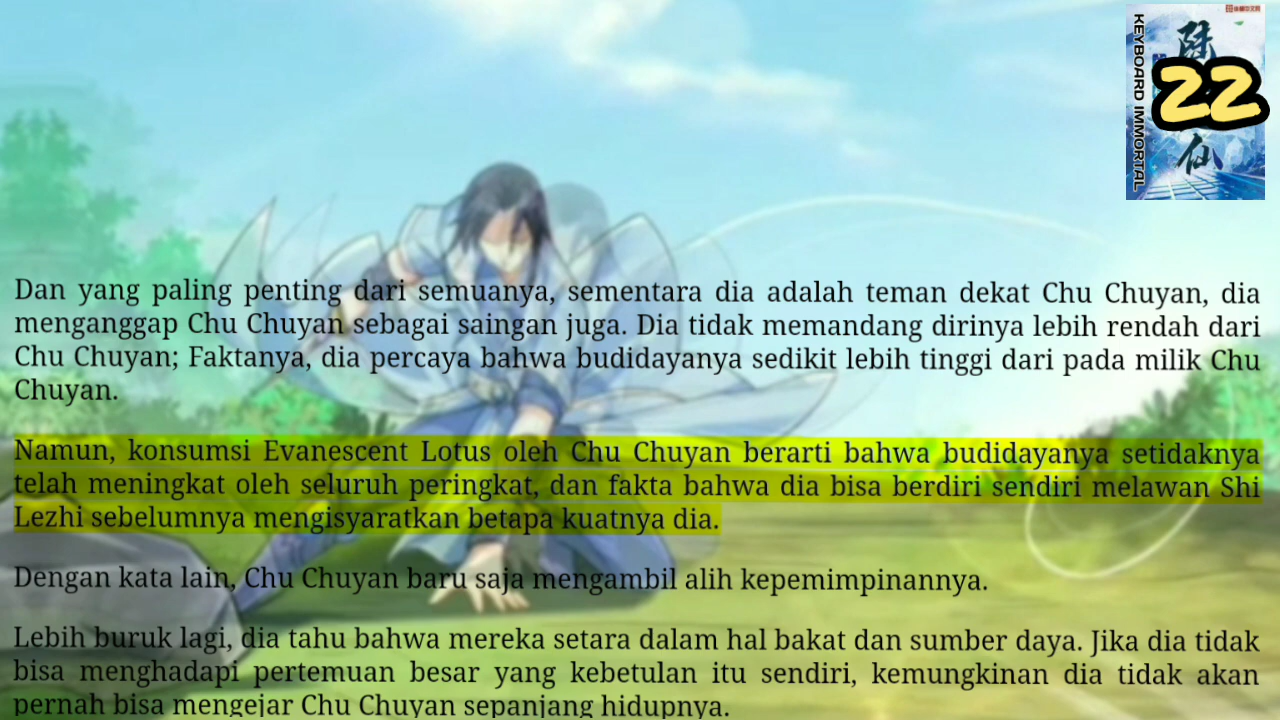 陆
仙
KEYBOARD IMMORTAL
22
Dan yang paling penting dari semuanya, sementara dia adalah teman dekat Chu Chuyan, dia
menganggap Chu Chuyan sebagai saingan juga. Dia tidak memandang dirinya lebih rendah dari
Chu Chuyan; Faktanya, dia percaya bahwa budidayanya sedikit lebih tinggi dari pada milik Chu
Chuyan.
Namun, konsumsi Evanescent Lotus oleh Chu Chuyan berarti bahwa budidayanya setidaknya
telah meningkat oleh seluruh peringkat, dan fakta bahwa dia bisa berdiri sendiri melawan Shi
Lezhi sebelumnya mengisyaratkan betapa kuatnya dia.
Dengan kata lain, Chu Chuyan baru saja mengambil alih kepemimpinannya.
Lebih buruk lagi, dia tahu bahwa mereka setara dalam hal bakat dan sumber daya. Jika dia tidak
bisa menghadapi pertemuan besar yang kebetulan itu sendiri, kemungkinan dia tidak akan
pernah bisa mengejar Chu Chuyan sepanjang hidupnya.